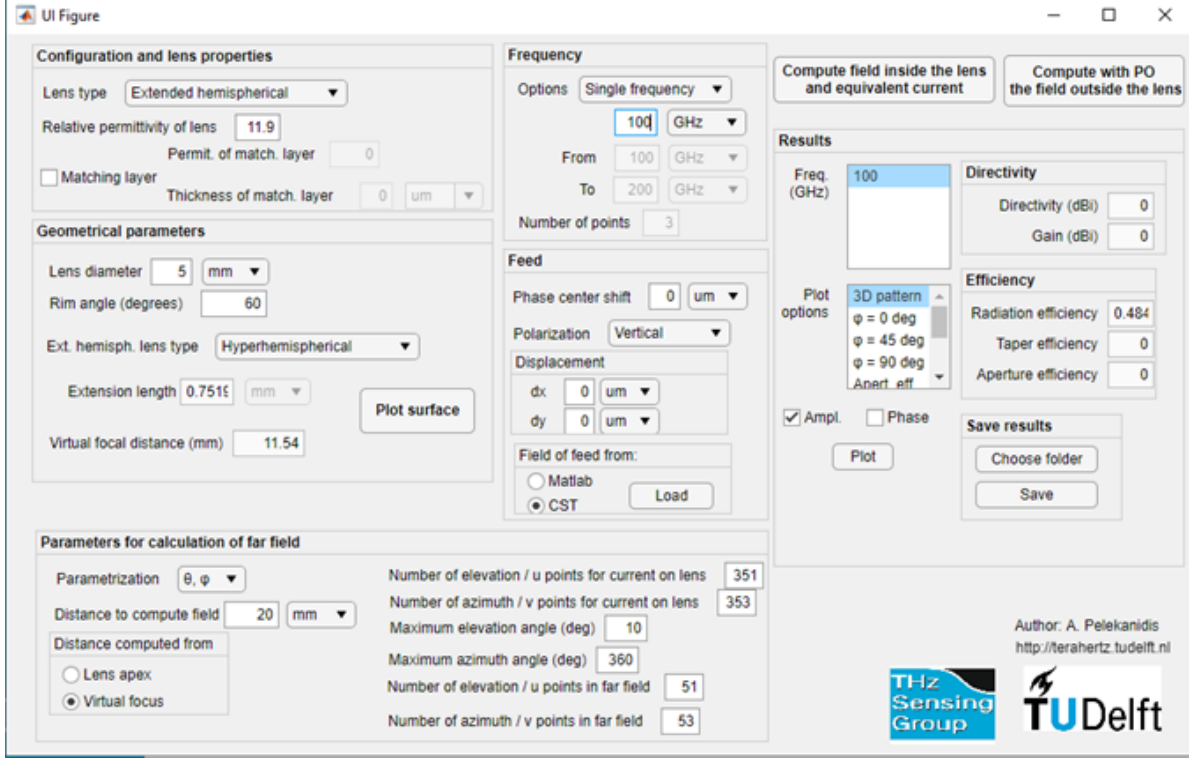 UI Figure
Configuration and lens properties
Lens type Extended hemispherical
Relative permittivity of lens 11.9
Permit. of match. layer 0
Matching layer
Thickness of match. layer 0 um
Geometrical parameters
Lens diameter 5 mm
Rim angle (degrees) 60
Ext. hemisph. lens type Hyperhemispherical
Extension length 0.7519 mm
Plot surface
Virtual focal distance (mm) 11.54
Frequency
Options Single frequency
100 GHz
From 100 GHz
To 200 GHz
Number of points 3
Feed
Phase center shift 0 um
Polarization Vertical
Displacement
dx 0 um
dy 0 um
Field of feed from:
Matlab
CST
Load
Compute field inside the lens
and equivalent current
Compute with PO
the field outside the lens
Results
Freq.
(GHz)
100
Directivity
Directivity (dBi) 0
Gain (dBi) 0
Plot
options
3D pattern
φ = 0 deg
φ = 45 deg
φ = 90 deg
Apert. eff
Efficiency
Radiation efficiency 0.484
Taper efficiency 0
Aperture efficiency 0
Ampl. Phase
Plot
Save results
Choose folder
Save
Parameters for calculation of far field
Parametrization θ, φ
Distance to compute field 20 mm
Distance computed from
Lens apex
Virtual focus
Number of elevation / u points for current on lens 351
Number of azimuth / v points for current on lens 353
Maximum elevation angle (deg) 10
Maximum azimuth angle (deg) 360
Number of elevation / u points in far field 51
Number of azimuth / v points in far field 53
Author: A. Pelekanidis
http://terahertz.tudelft.nl
THz
Sensing
Group
TUDelft